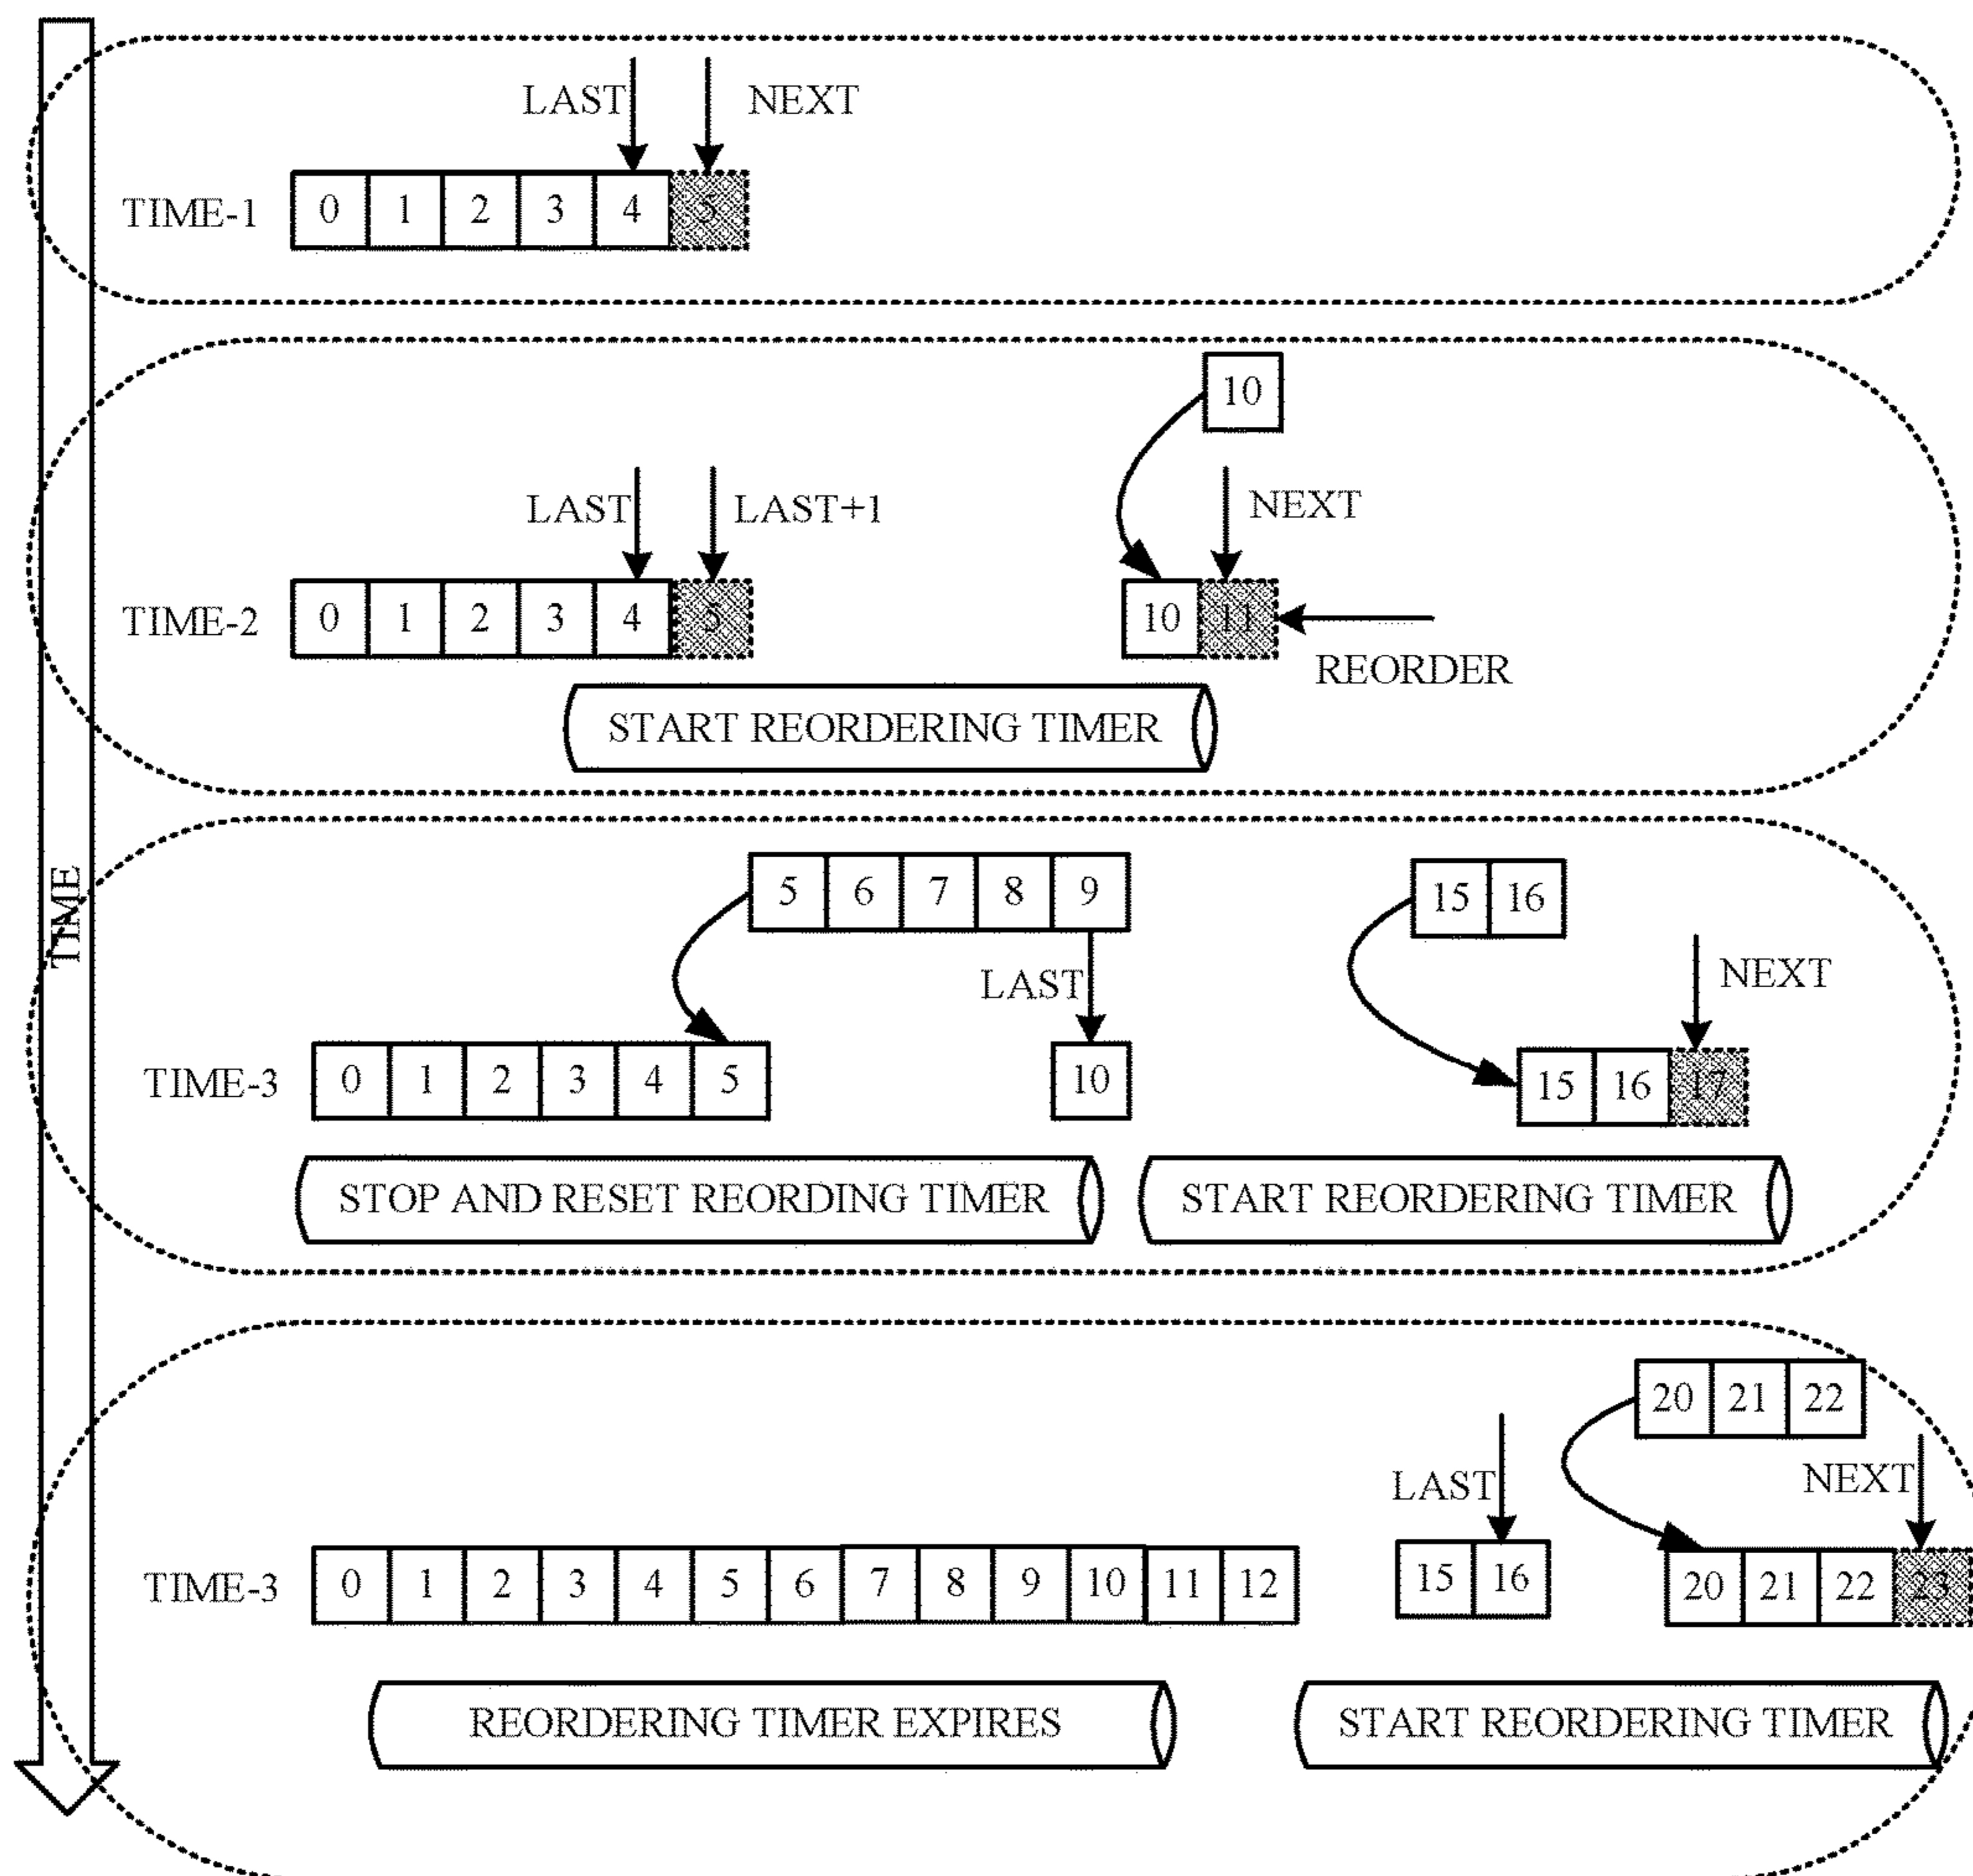 LAST NEXT
TIME-1 0 1 2 3 4 5
10
LAST LAST+1 NEXT
TIME-2 0 1 2 3 4 5 10 11
REORDER
START REORDERING TIMER
TIME
5 6 7 8 9 15 16
LAST NEXT
TIME-3 0 1 2 3 4 5 10 15 16 17
STOP AND RESET REORDING TIMER START REORDERING TIMER
20 21 22
LAST NEXT
TIME-3 0 1 2 3 4 5 6 7 8 9 10 11 12 15 16 20 21 22 23
REORDERING TIMER EXPIRES START REORDERING TIMER